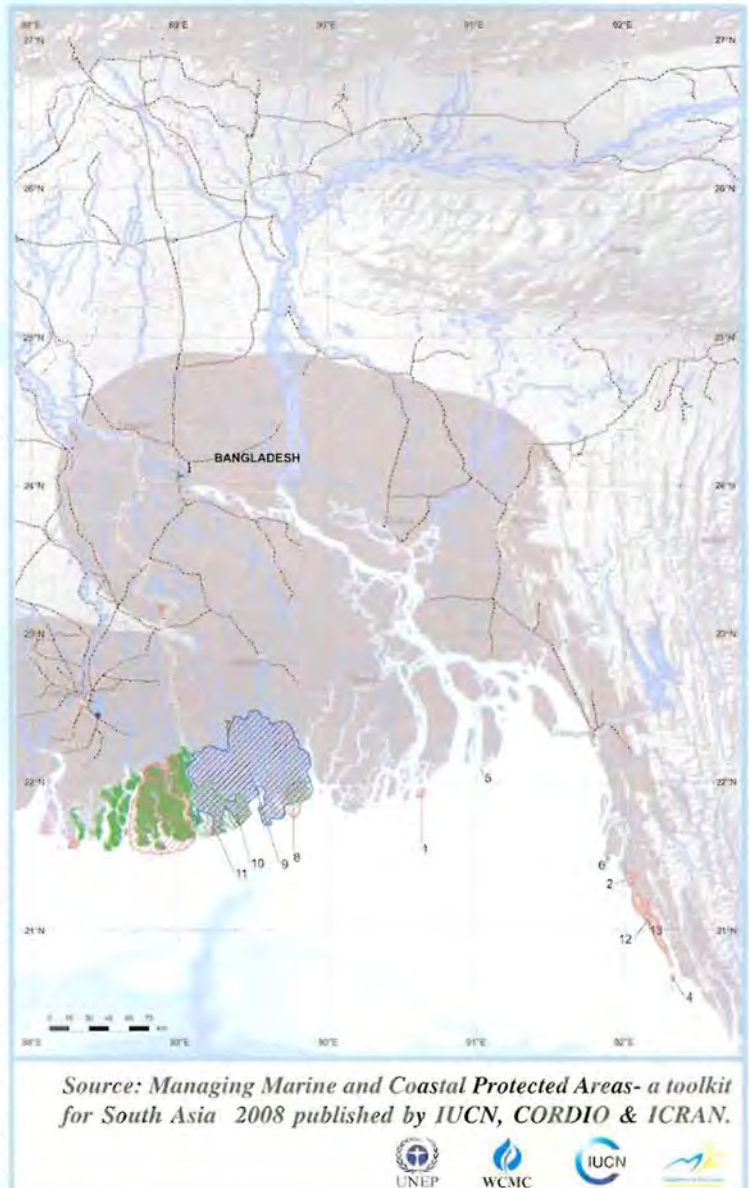 88°E 89°E 90°E 91°E 92°E
27°N 27°N
26°N 26°N
25°N 25°N
BANGLADESH
24°N 24°N
23°N 23°N
22°N 22°N
5
1
8
9
10
11
6
2
21°N 21°N
13
12
4
km
88°E 89°E 90°E 91°E 92°E
Source: Managing Marine and Coastal Protected Areas- a toolkit
for South Asia 2008 published by IUCN, CORDIO & ICRAN.
IUCN
UNEP WCMC